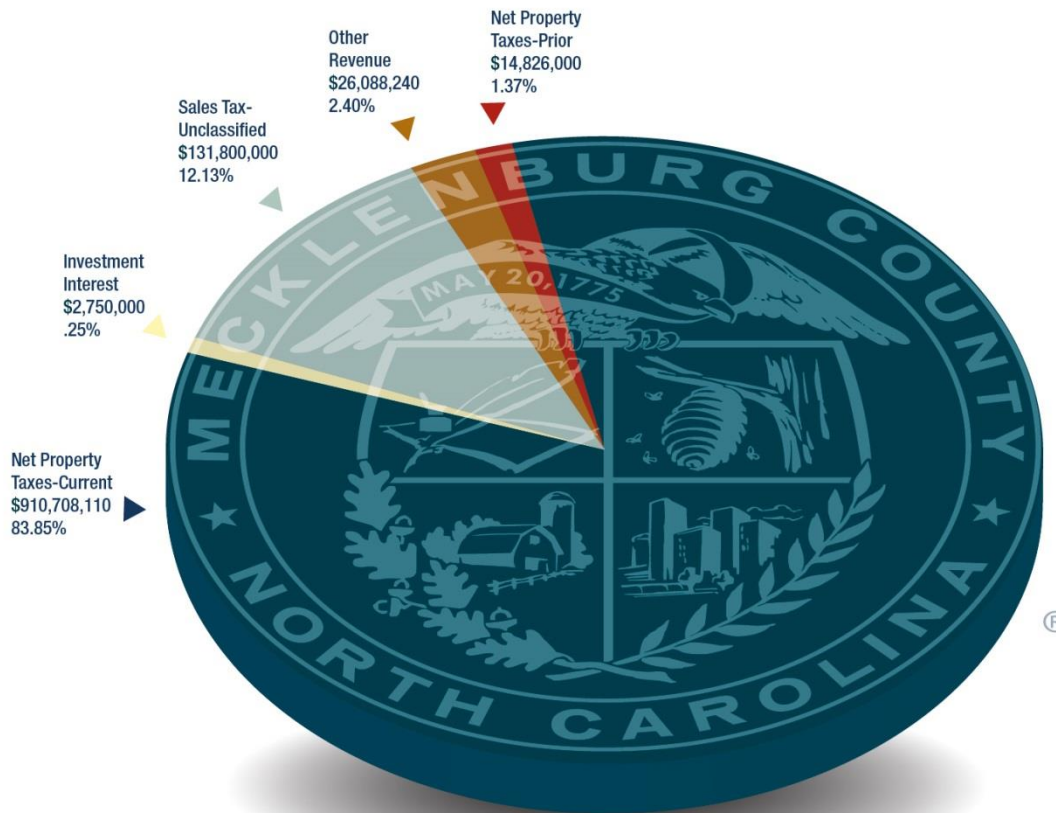 Net Property
Taxes-Prior
$14,826,000
1.37%
Other
Revenue
$26,088,240
2.40%
Sales Tax-
Unclassified
$131,800,000
12.13%
Investment
Interest
$2,750,000
.25%
Net Property
Taxes-Current
$910,708,110
83.85%
MECKLENBURG COUNTY
MAY 20, 1775
NORTH CAROLINA
®